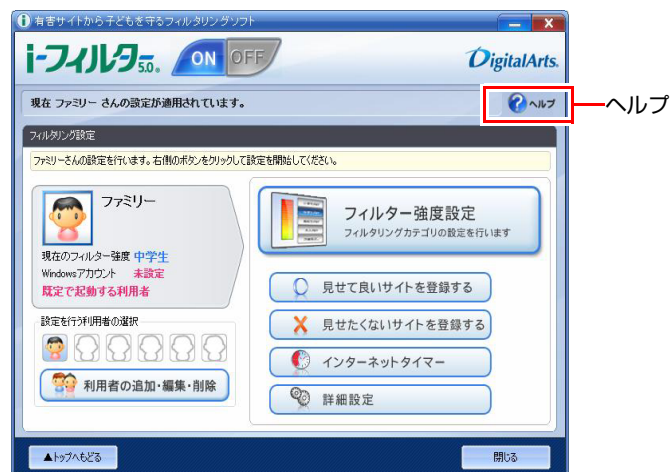 有害サイトから子どもを守るフィルタリングソフト
i-フィルター5.0. ON OFF
DigitalArts.
現在 ファミリー さんの設定が適用されています。
ヘルプ
ヘルプ
フィルタリング設定
ファミリーさんの設定を行います。右側のボタンをクリックして設定を開始してください。
ファミリー
現在のフィルター強度 中学生
Windowsアカウント 未設定
既定で起動する利用者
設定を行う利用者の選択
利用者の追加・編集・削除
フィルター強度設定
フィルタリングカテゴリの設定を行います
見せて良いサイトを登録する
見せたくないサイトを登録する
インターネットタイマー
詳細設定
▲トップへもどる
閉じる